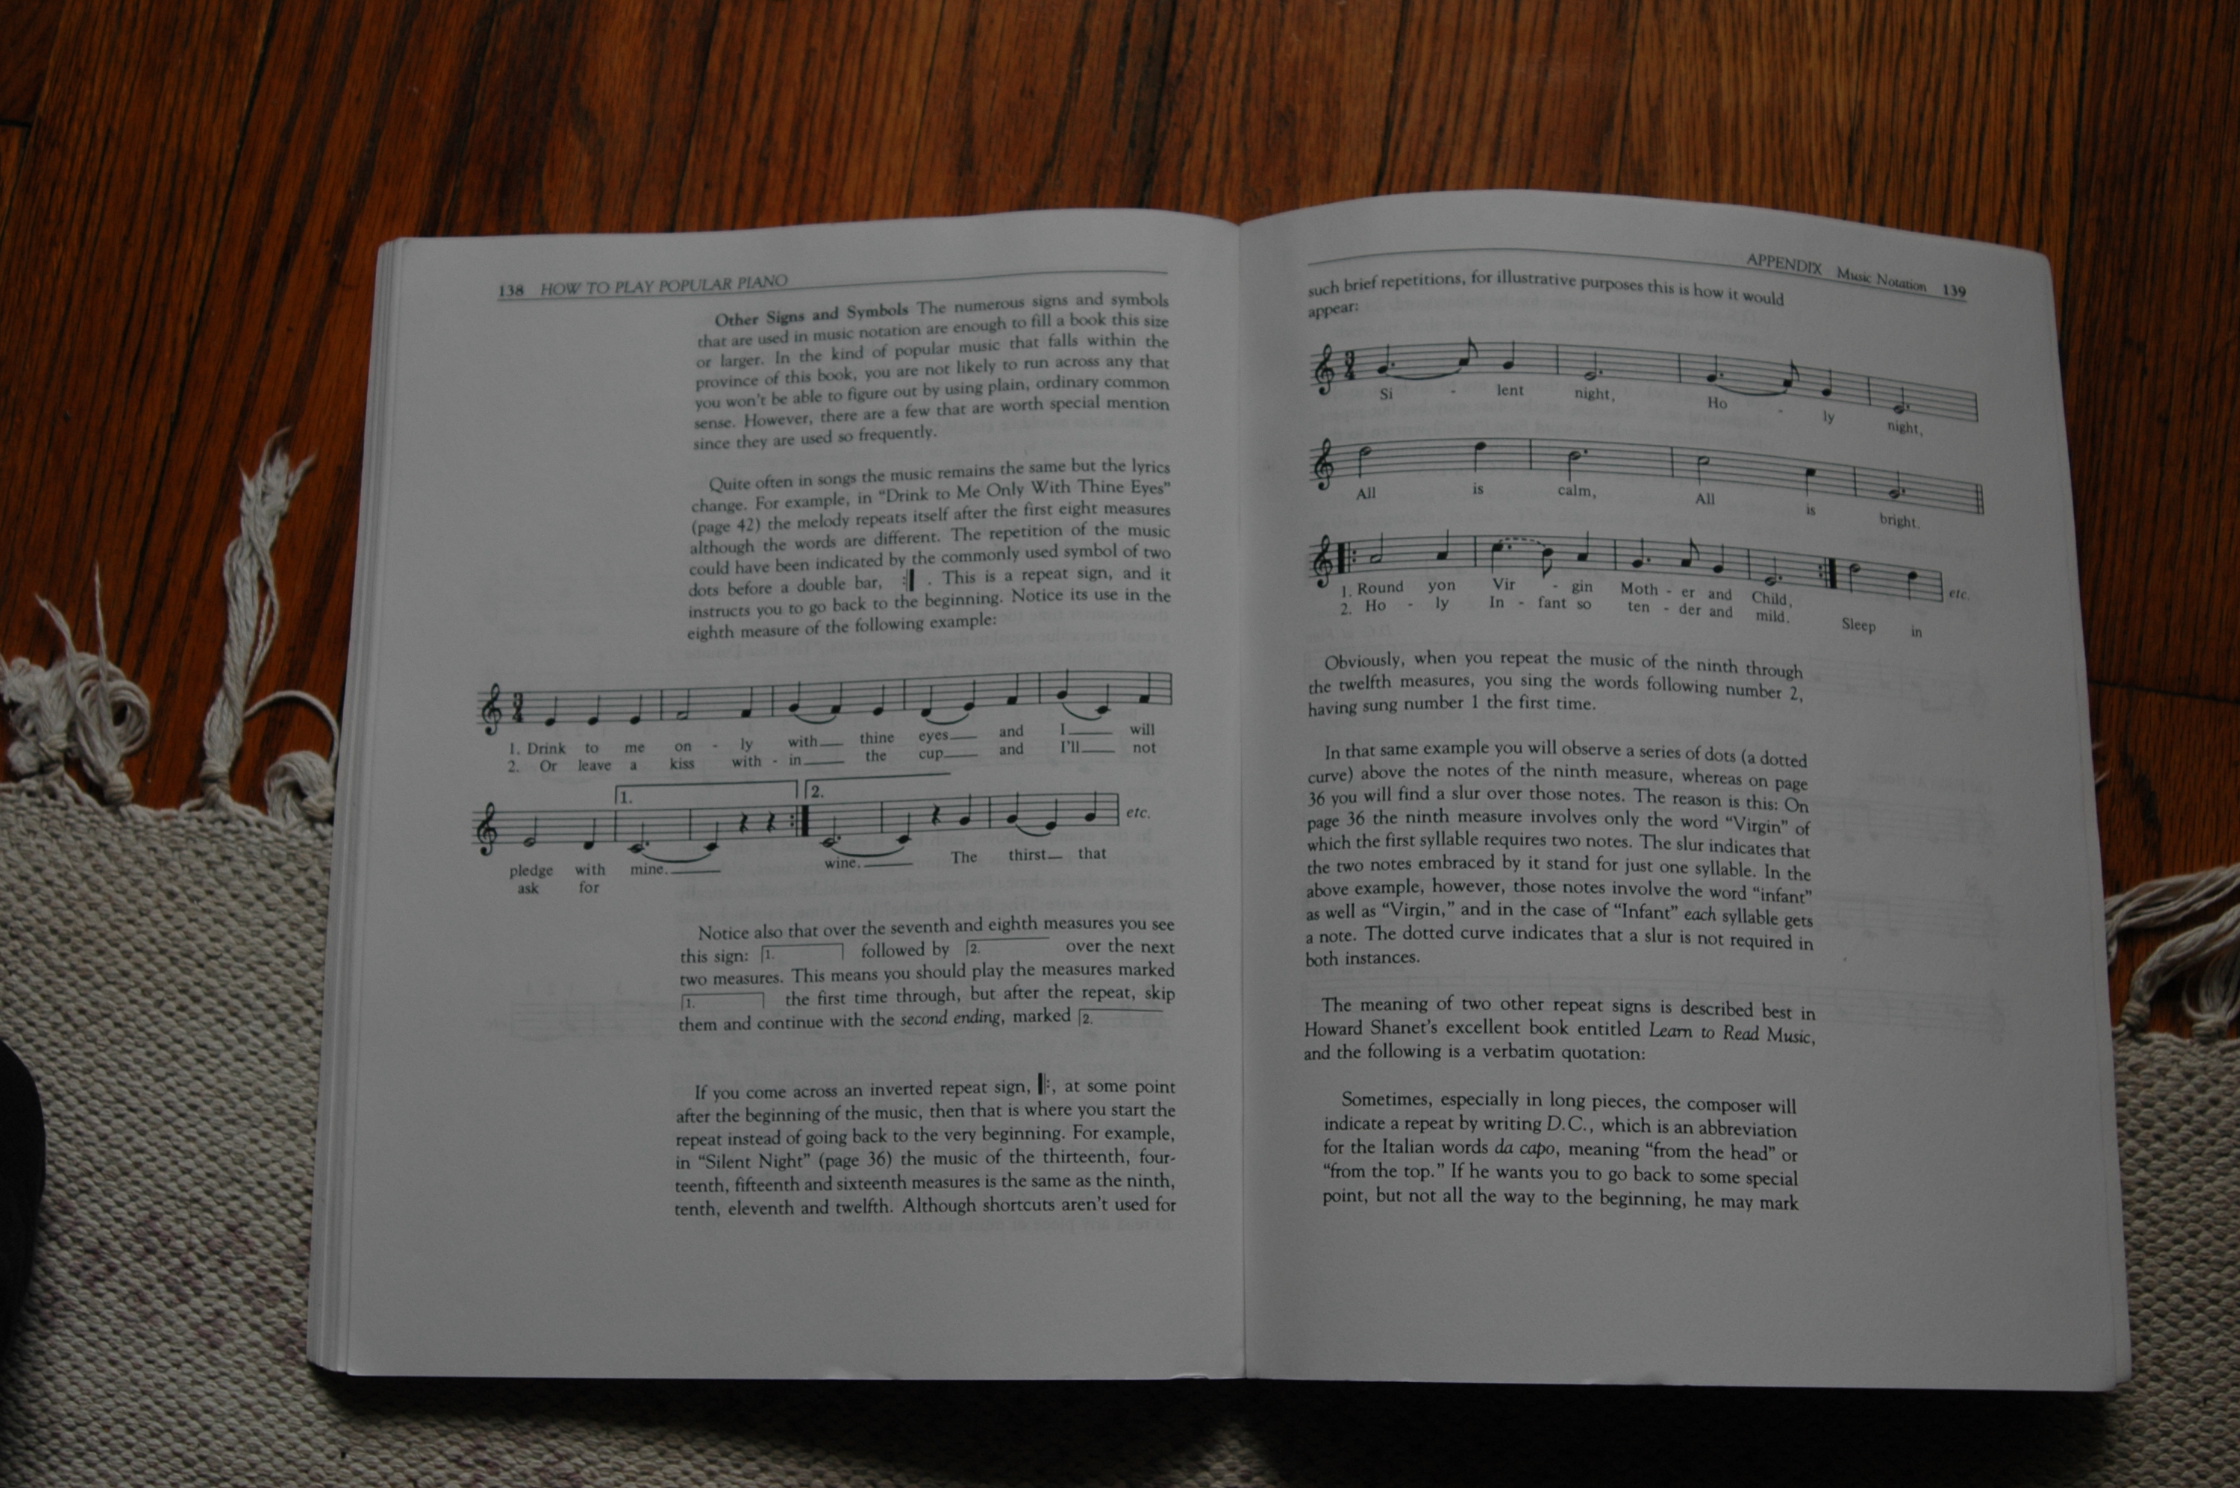 138 HOW TO PLAY POPULAR PIANO
Other Signs and Symbols The numerous signs and symbols
that are used in music notation are enough to fill a book this size
or larger. In the kind of popular music that falls within the
province of this book, you are not likely to run across any that
you won't be able to figure out by using plain, ordinary common
sense. However, there are a few that are worth special mention
since they are used so frequently.
Quite often in songs the music remains the same but the lyrics
change. For example, in "Drink to Me Only With Thine Eyes"
(page 42) the melody repeats itself after the first eight measures
although the words are different. The repetition of the music
could have been indicated by the commonly used symbol of two
dots before a double bar, . This is a repeat sign, and it
instructs you to go back to the beginning. Notice its use in the
eighth measure of the following example:
1. Drink to me on - ly with thine eyes and I will
2. Or leave a kiss with - in the cup and I'll not
1. 2.
etc.
pledge with mine. wine. The thirst that
ask for
Notice also that over the seventh and eighth measures you see
this sign: 1. followed by 2. over the next
two measures. This means you should play the measures marked
1. the first time through, but after the repeat, skip
them and continue with the second ending, marked 2.
If you come across an inverted repeat sign, , at some point
after the beginning of the music, then that is where you start the
repeat instead of going back to the very beginning. For example,
in "Silent Night" (page 36) the music of the thirteenth, four-
teenth, fifteenth and sixteenth measures is the same as the ninth,
tenth, eleventh and twelfth. Although shortcuts aren't used for
APPENDIX Music Notation 139
such brief repetitions, for illustrative purposes this is how it would
appear:
3 4
Si - lent night, Ho - ly night,
All is calm, All is bright.
etc.
1. Round yon Vir - gin Moth - er and Child,
2. Ho - ly In - fant so ten - der and mild. Sleep in
Obviously, when you repeat the music of the ninth through
the twelfth measures, you sing the words following number 2,
having sung number 1 the first time.
In that same example you will observe a series of dots (a dotted
curve) above the notes of the ninth measure, whereas on page
36 you will find a slur over those notes. The reason is this: On
page 36 the ninth measure involves only the word "Virgin" of
which the first syllable requires two notes. The slur indicates that
the two notes embraced by it stand for just one syllable. In the
above example, however, those notes involve the word "infant"
as well as "Virgin," and in the case of "Infant" each syllable gets
a note. The dotted curve indicates that a slur is not required in
both instances.
The meaning of two other repeat signs is described best in
Howard Shanet's excellent book entitled Learn to Read Music,
and the following is a verbatim quotation:
Sometimes, especially in long pieces, the composer will
indicate a repeat by writing D.C., which is an abbreviation
for the Italian words da capo, meaning "from the head" or
"from the top." If he wants you to go back to some special
point, but not all the way to the beginning, he may mark